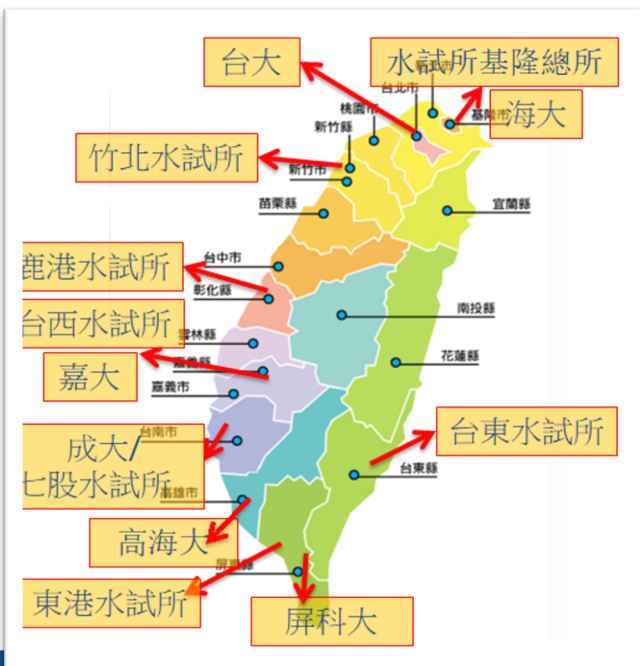 台大
水試所基隆總所
新北市
台北市
海大
基隆市
桃園市
新竹縣
竹北水試所
新竹市
苗栗縣
宜蘭縣
鹿港水試所
台中市
彰化縣
南投縣
台西水試所
雲林縣
嘉義縣
花蓮縣
嘉大
嘉義市
台東水試所
成大/
七股水試所
台南市
台東縣
高雄市
高海大
屏東縣
東港水試所
屏科大